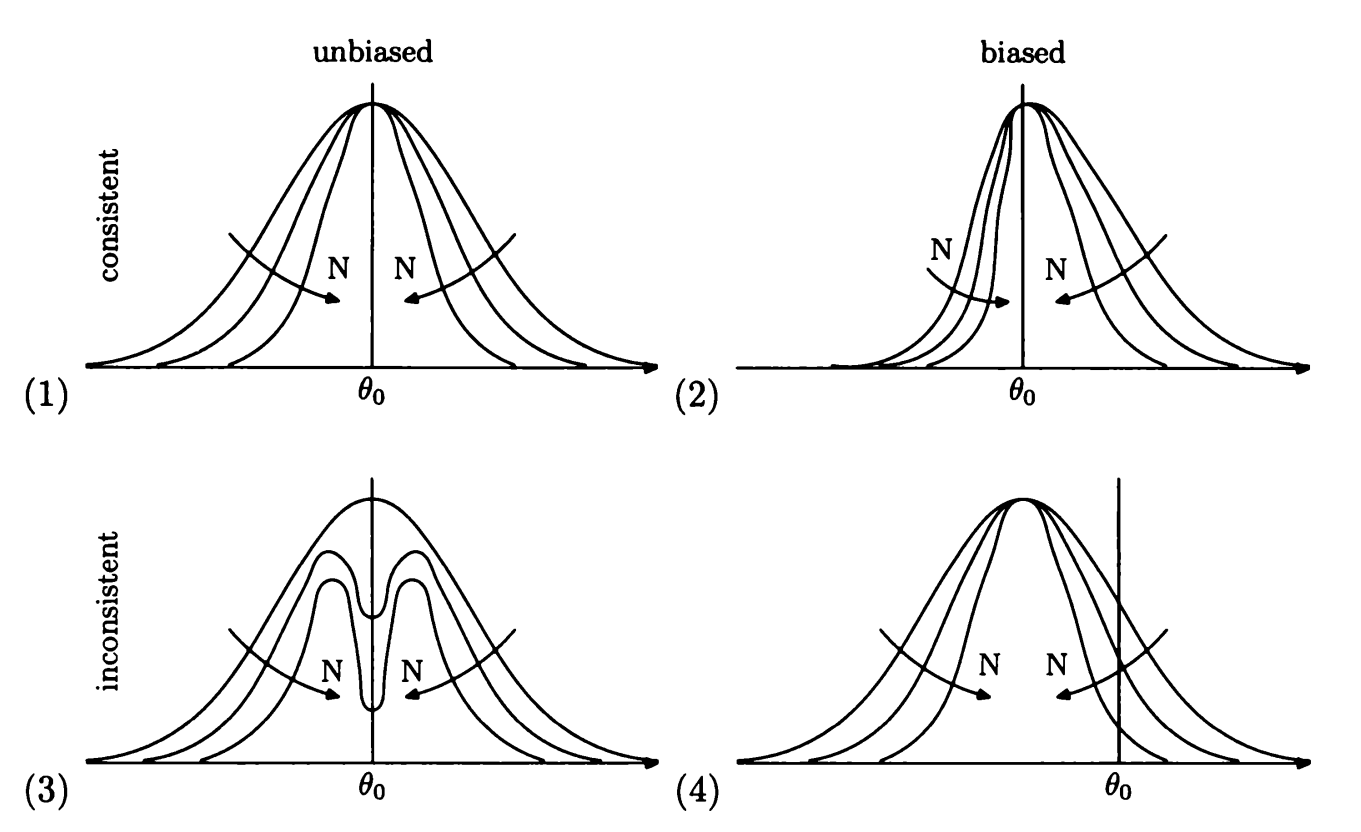 unbiased
biased
consistent
N N
N N
θ₀
θ₀
(1)
(2)
inconsistent
N N
N N
θ₀
θ₀
(3)
(4)